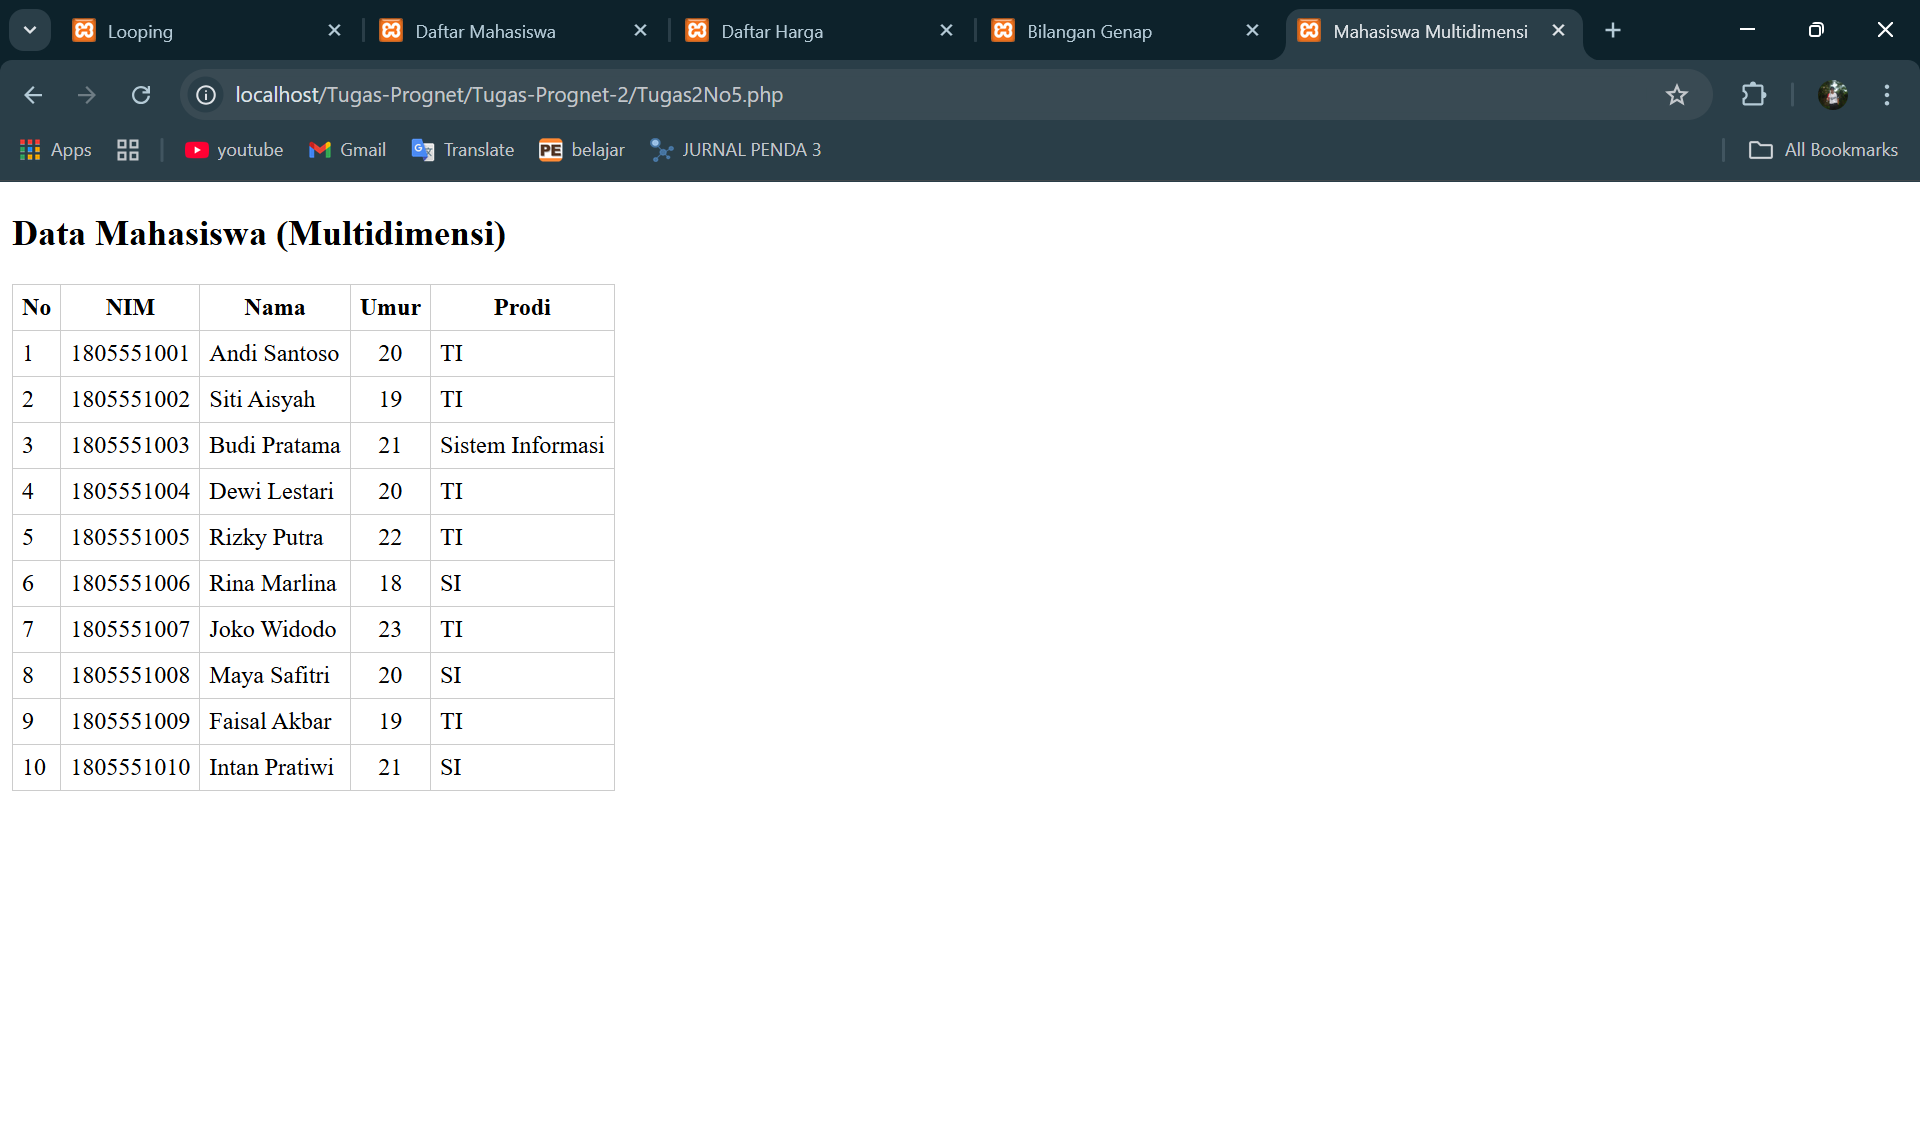 Looping
Daftar Mahasiswa
Daftar Harga
Bilangan Genap
Mahasiswa Multidimensi
localhost/Tugas-Prognet/Tugas-Prognet-2/Tugas2No5.php
Apps
youtube
Gmail
Translate
PE belajar
JURNAL PENDA 3
All Bookmarks
Data Mahasiswa (Multidimensi)
No NIM Nama Umur Prodi
1 1805551001 Andi Santoso 20 TI
2 1805551002 Siti Aisyah 19 TI
3 1805551003 Budi Pratama 21 Sistem Informasi
4 1805551004 Dewi Lestari 20 TI
5 1805551005 Rizky Putra 22 TI
6 1805551006 Rina Marlina 18 SI
7 1805551007 Joko Widodo 23 TI
8 1805551008 Maya Safitri 20 SI
9 1805551009 Faisal Akbar 19 TI
10 1805551010 Intan Pratiwi 21 SI